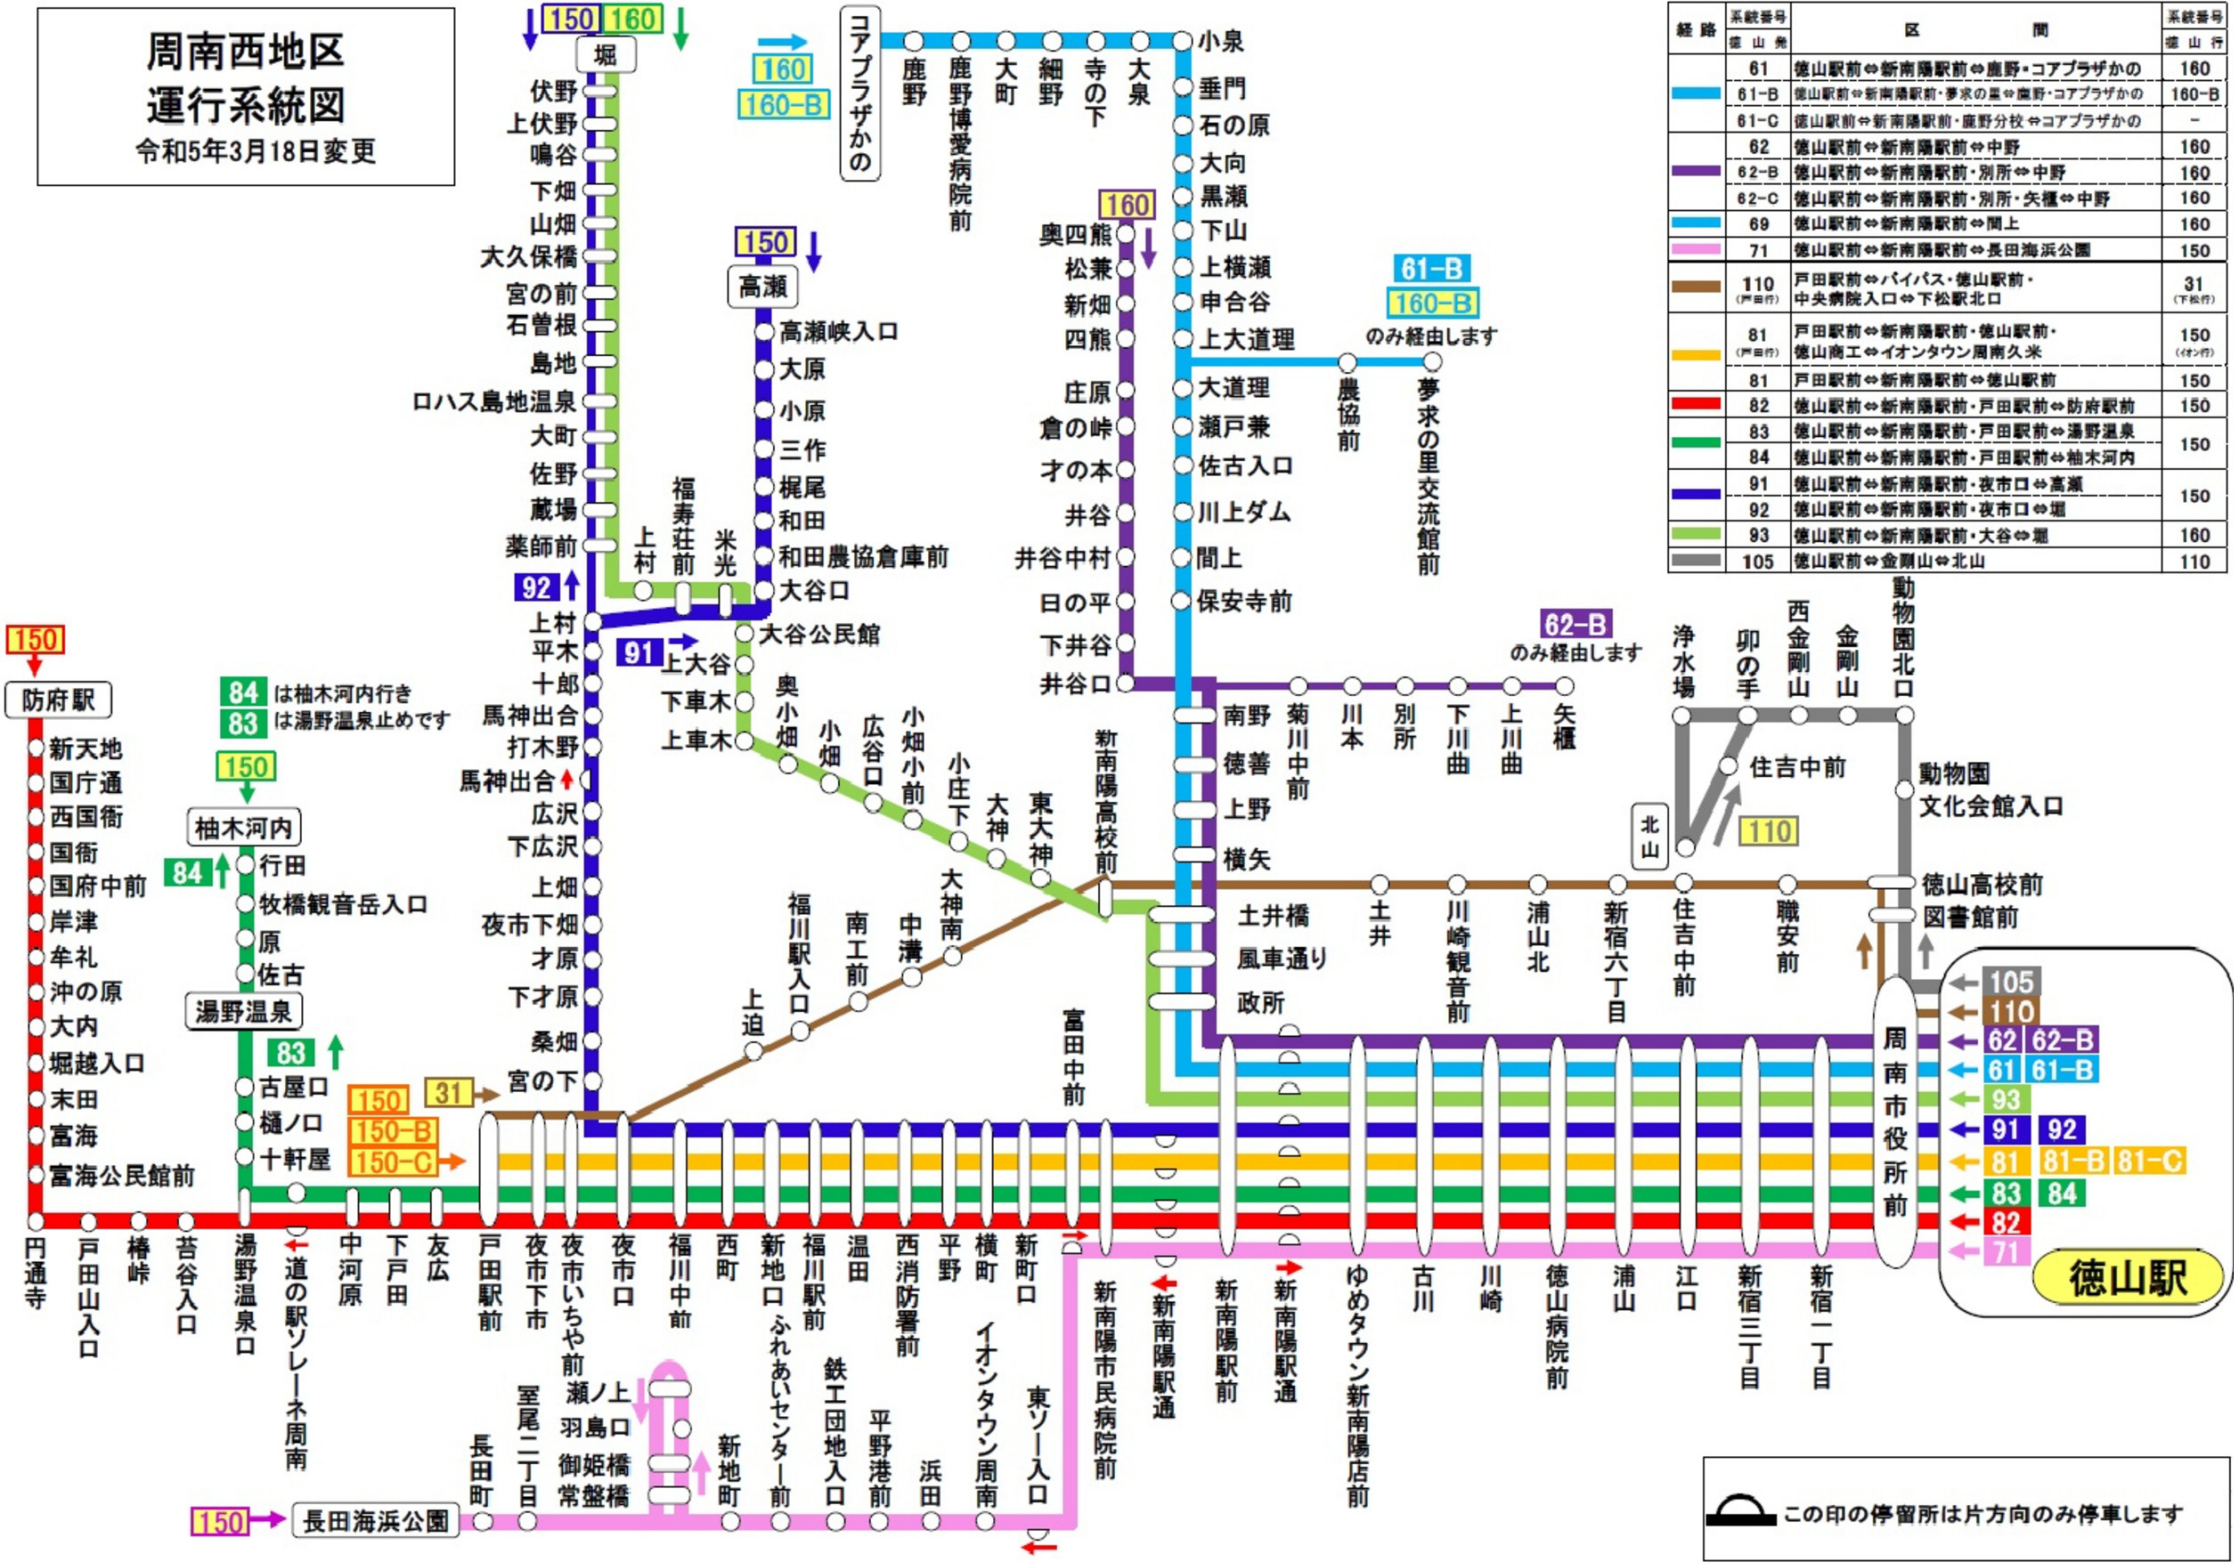 周南西地区
運行系統図
令和5年3月18日変更
150
160
堀
伏野
上伏野
鳴谷
下畑
山畑
大久保橋
宮の前
石曽根
島地
ロハス島地温泉
大町
佐野
蔵場
薬師前
92
上村
平木
十郎
馬神出合
打木野
馬神出合
広沢
下広沢
上畑
夜市下畑
才原
下才原
桑畑
宮の下
上村
福寿荘前
米光
91
150
高瀬
高瀬峡入口
大原
小原
三作
梶尾
和田
和田農協倉庫前
大谷口
大谷公民館
上大谷
下車木
上車木
奥小畑
小畑
広谷口
小畑小前
小庄下
大神
東大神
新南陽高校前
160
160-B
コアプラザかの
鹿野
鹿野博愛病院前
大町
細野
寺の下
大泉
小泉
垂門
石の原
大向
黒瀬
下山
上横瀬
申合谷
上大道理
大道理
瀬戸兼
佐古入口
川上ダム
間上
保安寺前
61-B
160-B
のみ経由します
農協前
夢求の里交流館前
160
奥四熊
松兼
新畑
四熊
庄原
倉の峠
才の本
井谷
井谷中村
日の平
下井谷
井谷口
62-B
のみ経由します
菊川中前
川本
別所
下川曲
上川曲
矢櫃
南野
徳善
上野
横矢
土井橋
風車通り
政所
経路
系統番号
徳山発
区間
系統番号
徳山行
61 徳山駅前⇔新南陽駅前⇔鹿野・コアプラザかの 160
61-B 徳山駅前⇔新南陽駅前・夢求の里⇔鹿野・コアプラザかの 160-B
61-C 徳山駅前⇔新南陽駅前・鹿野分校⇔コアプラザかの -
62 徳山駅前⇔新南陽駅前⇔中野 160
62-B 徳山駅前⇔新南陽駅前・別所⇔中野 160
62-C 徳山駅前⇔新南陽駅前・別所・矢櫃⇔中野 160
69 徳山駅前⇔新南陽駅前⇔間上 160
71 徳山駅前⇔新南陽駅前⇔長田海浜公園 150
110 (戸田行) 戸田駅前⇔バイパス・徳山駅前・
中央病院入口⇔下松駅北口 31 (下松行)
81 (戸田行) 戸田駅前⇔新南陽駅前・徳山駅前・
徳山商工⇔イオンタウン周南久米 150 (イオン行)
81 戸田駅前⇔新南陽駅前⇔徳山駅前 150
82 徳山駅前⇔新南陽駅前・戸田駅前⇔防府駅前 150
83 徳山駅前⇔新南陽駅前・戸田駅前⇔湯野温泉 150
84 徳山駅前⇔新南陽駅前・戸田駅前⇔柚木河内
91 徳山駅前⇔新南陽駅前・夜市口⇔高瀬 150
92 徳山駅前⇔新南陽駅前・夜市口⇔堀
93 徳山駅前⇔新南陽駅前・大谷⇔堀 160
105 徳山駅前⇔金剛山⇔北山 110
浄水場
卯の手
西金剛山
金剛山
動物園北口
住吉中前
動物園
文化会館入口
北山
110
徳山高校前
図書館前
土井
川崎観音前
浦山北
新宿六丁目
住吉中前
職安前
150
防府駅
新天地
国庁通
西国衙
国衙
国府中前
岸津
牟礼
沖の原
大内
堀越入口
末田
富海
富海公民館前
84 は柚木河内行き
83 は湯野温泉止めです
150
柚木河内
84
行田
牧橋観音岳入口
原
佐古
湯野温泉
83
古屋口
樋ノ口
十軒屋
150
150-B
150-C
31
上迫
福川駅入口
南工前
中溝
大神南
富田中前
円通寺
戸田山入口
椿峠
苔谷入口
湯野温泉口
道の駅ソレーネ周南
中河原
下戸田
友広
戸田駅前
夜市下市
夜市いちや前
夜市口
福川中前
西町
新地口
福川駅前
温田
西消防署前
平野
横町
新町口
新南陽市民病院前
新南陽駅通
新南陽駅前
新南陽駅通
ゆめタウン新南陽店前
古川
川崎
徳山病院前
浦山
江口
新宿三丁目
新宿一丁目
周南市役所前
105
110
62 62-B
61 61-B
93
91 92
81 81-B 81-C
83 84
82
71
徳山駅
150
長田海浜公園
長田町
室尾二丁目
瀬ノ上
羽島口
御姫橋
常盤橋
新地町
ふれあいセンター前
鉄工団地入口
平野港前
浜田
イオンタウン周南
東ソー入口
この印の停留所は片方向のみ停車します